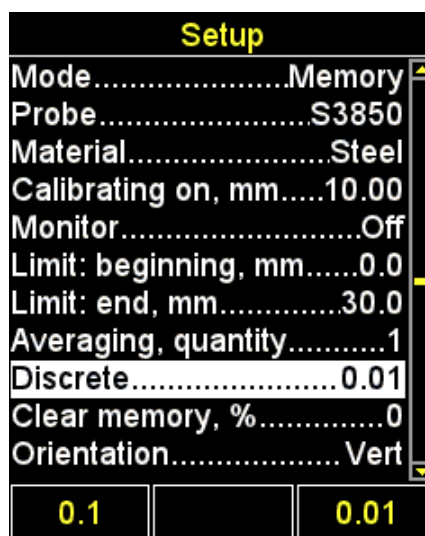 Setup
Mode......................Memory
Probe.......................S3850
Material.....................Steel
Calibrating on, mm.....10.00
Monitor.........................Off
Limit: beginning, mm......0.0
Limit: end, mm.............30.0
Averaging, quantity...........1
Discrete......................0.01
Clear memory, %..............0
Orientation..................Vert
0.1 0.01